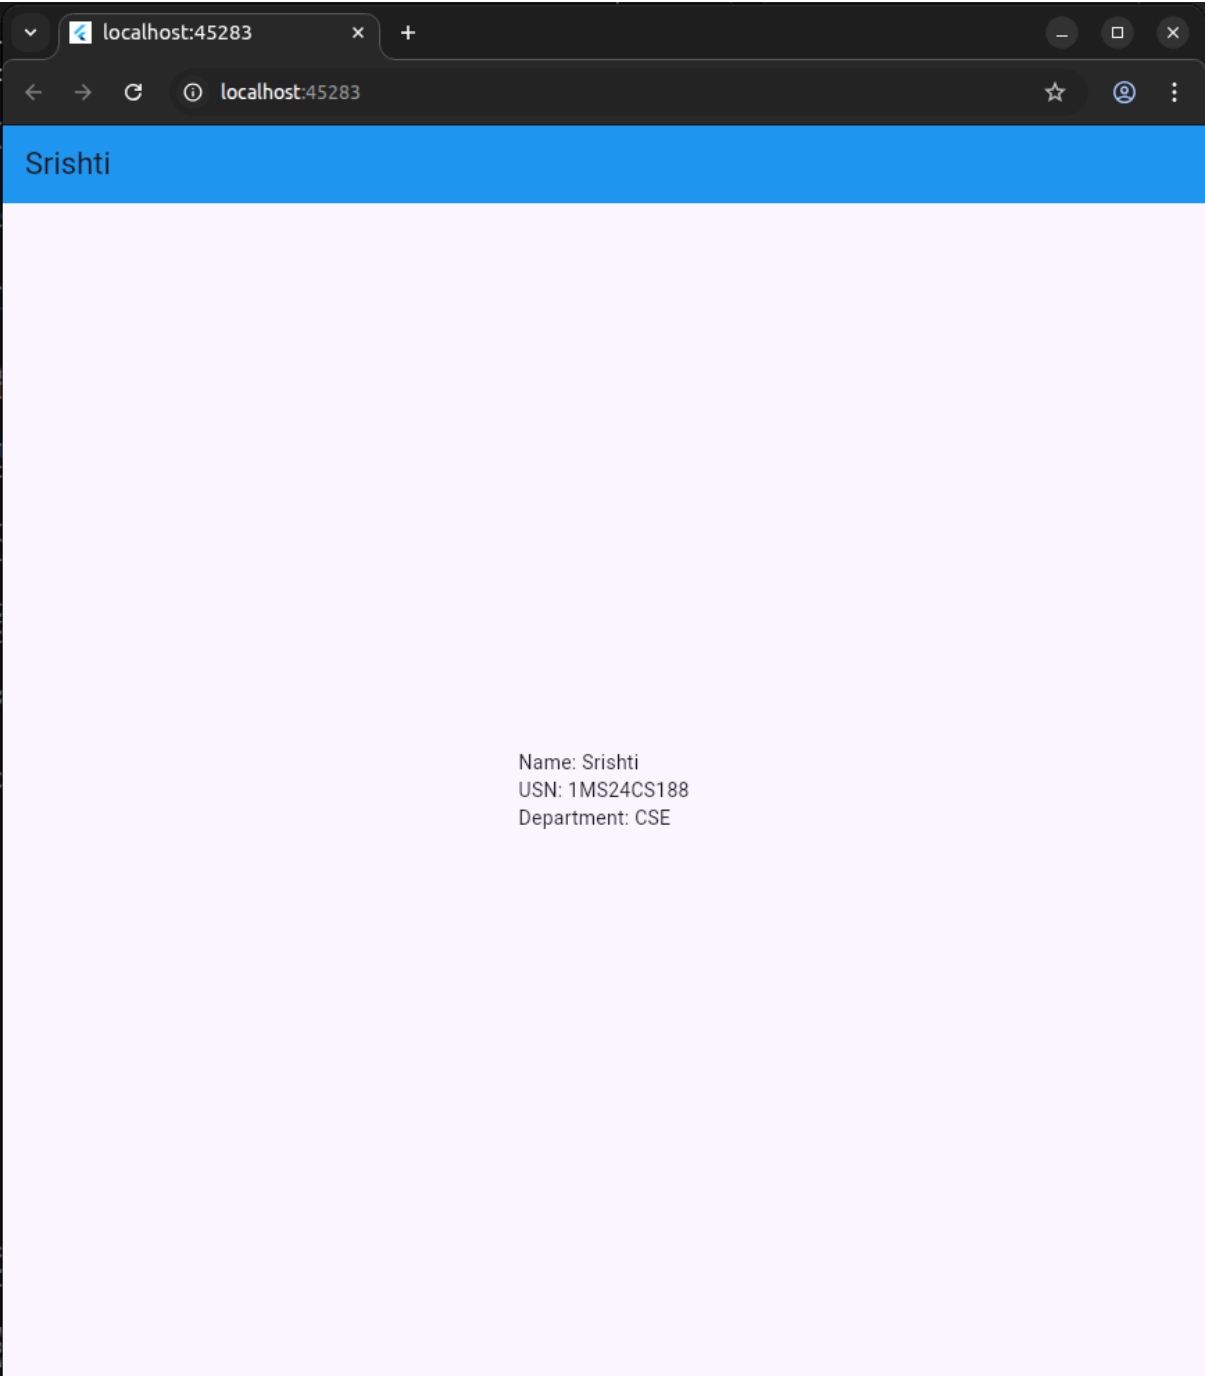 localhost:45283
localhost:45283
Srishti
Name: Srishti
USN: 1MS24CS188
Department: CSE